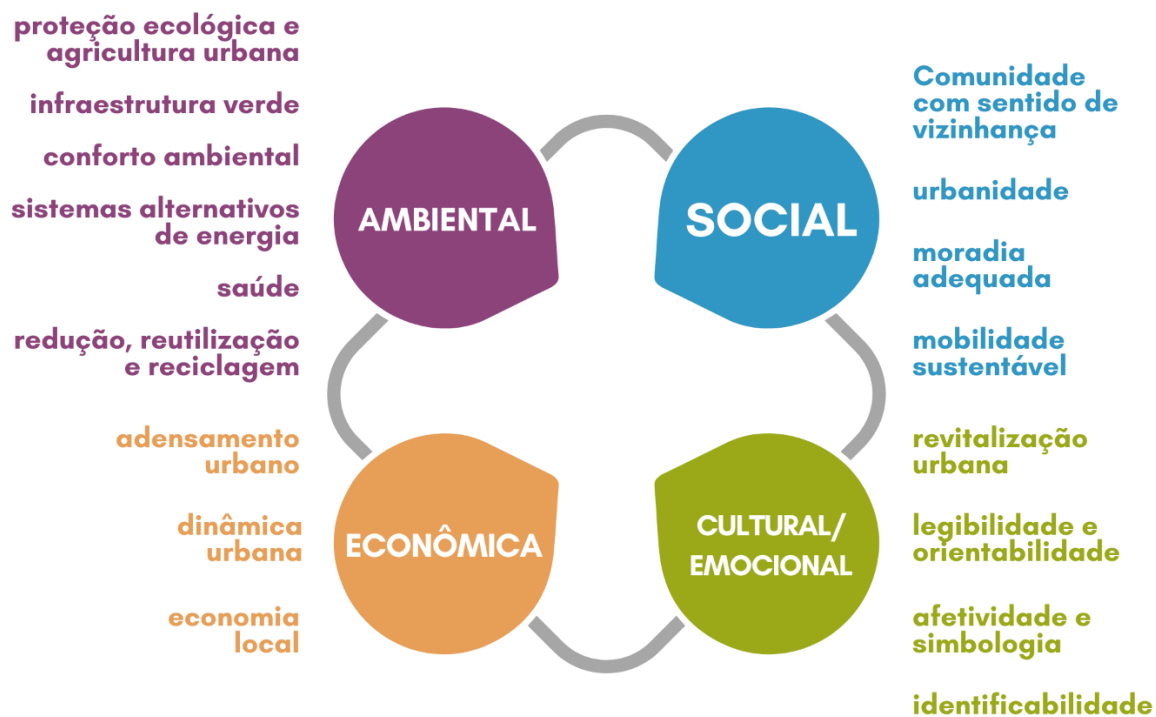 proteção ecológica e
agricultura urbana
infraestrutura verde
conforto ambiental
sistemas alternativos
de energia
saúde
redução, reutilização
e reciclagem
AMBIENTAL
SOCIAL
Comunidade
com sentido de
vizinhança
urbanidade
moradia
adequada
mobilidade
sustentável
adensamento
urbano
dinâmica
urbana
economia
local
ECONÔMICA
CULTURAL/
EMOCIONAL
revitalização
urbana
legibilidade e
orientabilidade
afetividade e
simbologia
identificabilidade